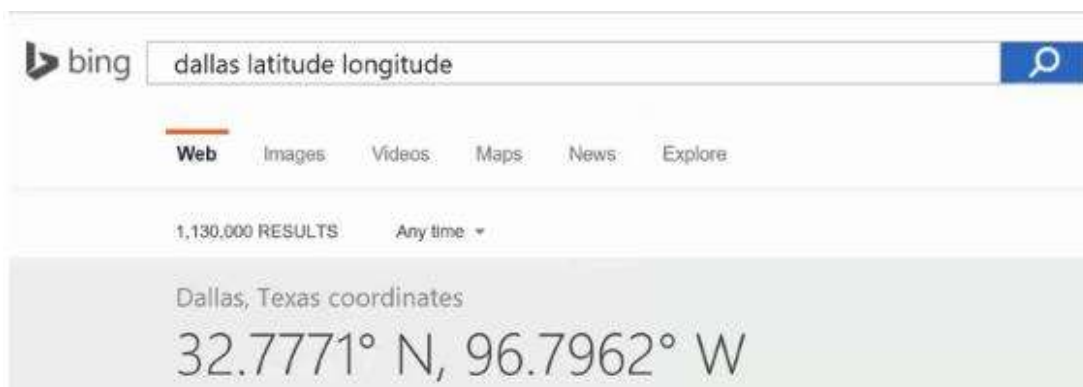 bing dallas latitude longitude
Web Images Videos Maps News Explore
1,130,000 RESULTS Any time
Dallas, Texas coordinates
32.7771° N, 96.7962° W